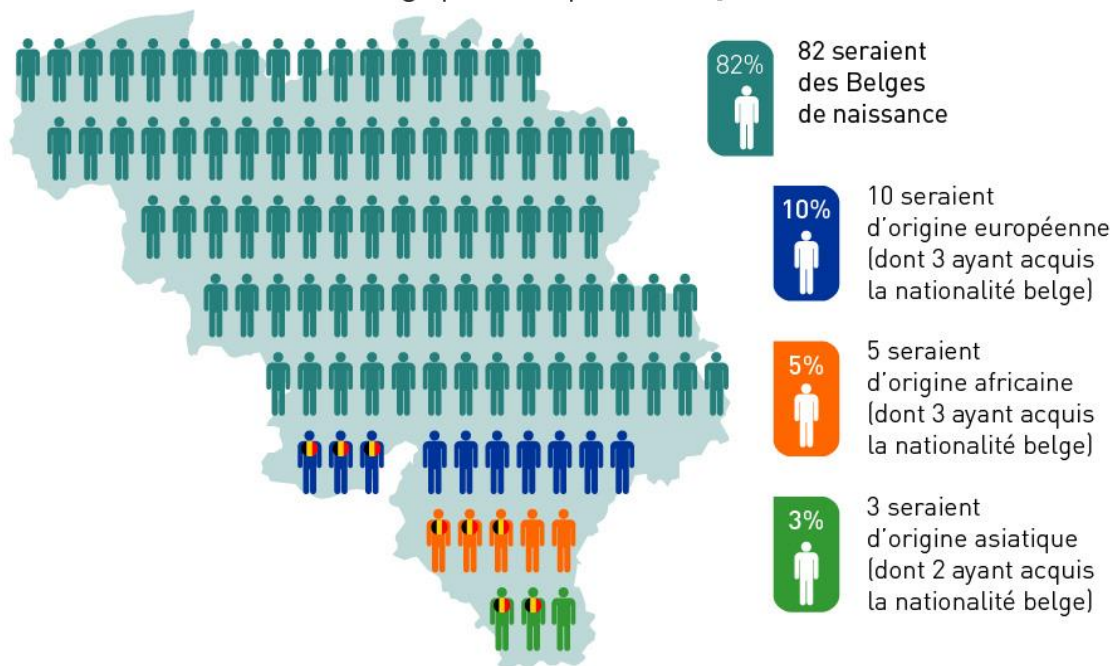 82%
82 seraient
des Belges
de naissance
10%
10 seraient
d'origine européenne
(dont 3 ayant acquis
la nationalité belge)
5%
5 seraient
d'origine africaine
(dont 3 ayant acquis
la nationalité belge)
3%
3 seraient
d'origine asiatique
(dont 2 ayant acquis
la nationalité belge)